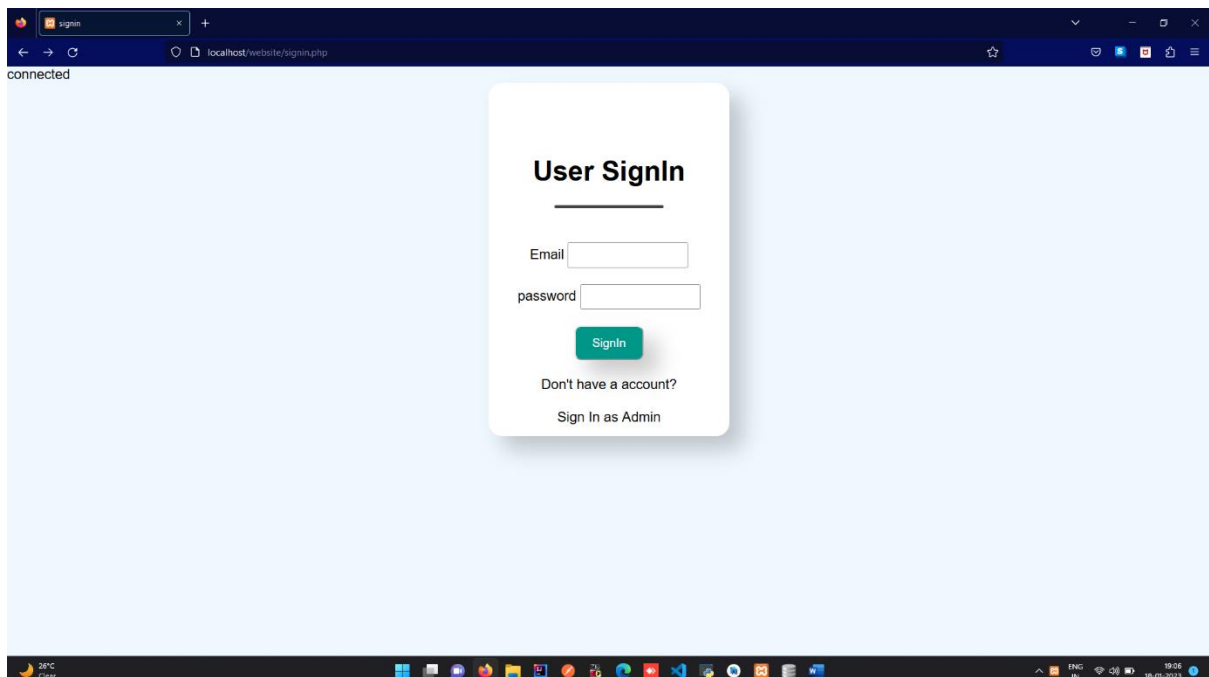 signin
localhost/website/signin.php
connected
User SignIn
Email
password
SignIn
Don't have a account?
Sign In as Admin
26°C
Clear
ENG
IN
19:06
18-01-2023